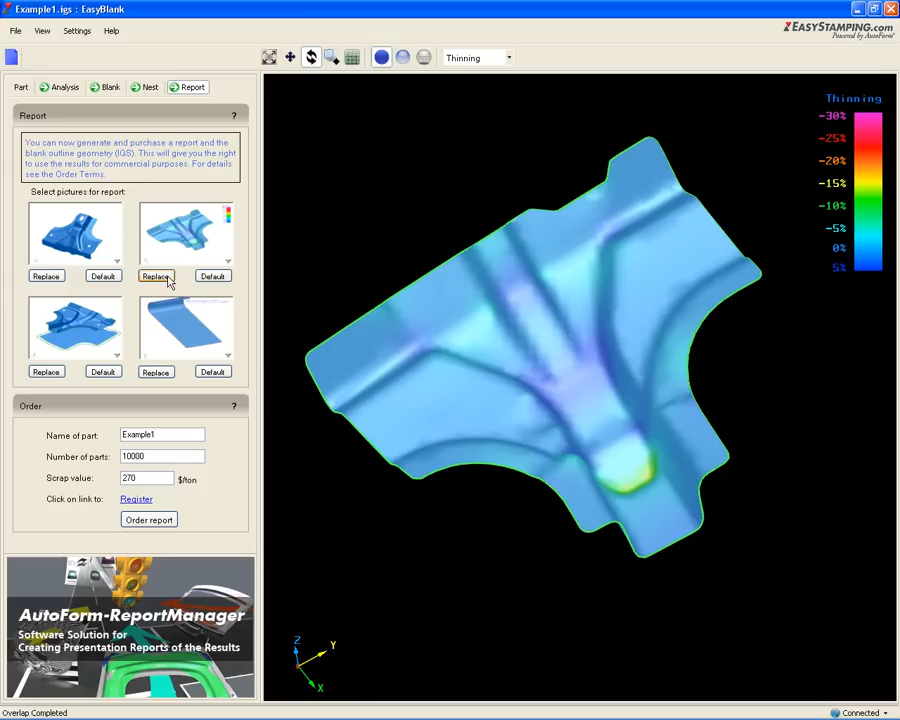 Example1.igs : EasyBlank
File View Settings Help
EASYSTAMPING.com
Powered by AutoForm
Thinning
Part Analysis Blank Nest Report
Report ?
You can now generate and purchase a report and the
blank outline geometry (IGS). This will give you the right
to use the results for commercial purposes. For details
see the Order Terms.
Select pictures for report:
Replace Default Replace Default
Replace Default Replace Default
Order ?
Name of part: Example1
Number of parts: 10000
Scrap value: 270 $/ton
Click on link to: Register
Order report
AutoForm-ReportManager
Software Solution for
Creating Presentation Reports of the Results
Thinning
-30%
-25%
-20%
-15%
-10%
-5%
0%
5%
Z
Y
X
Overlap Completed
Connected